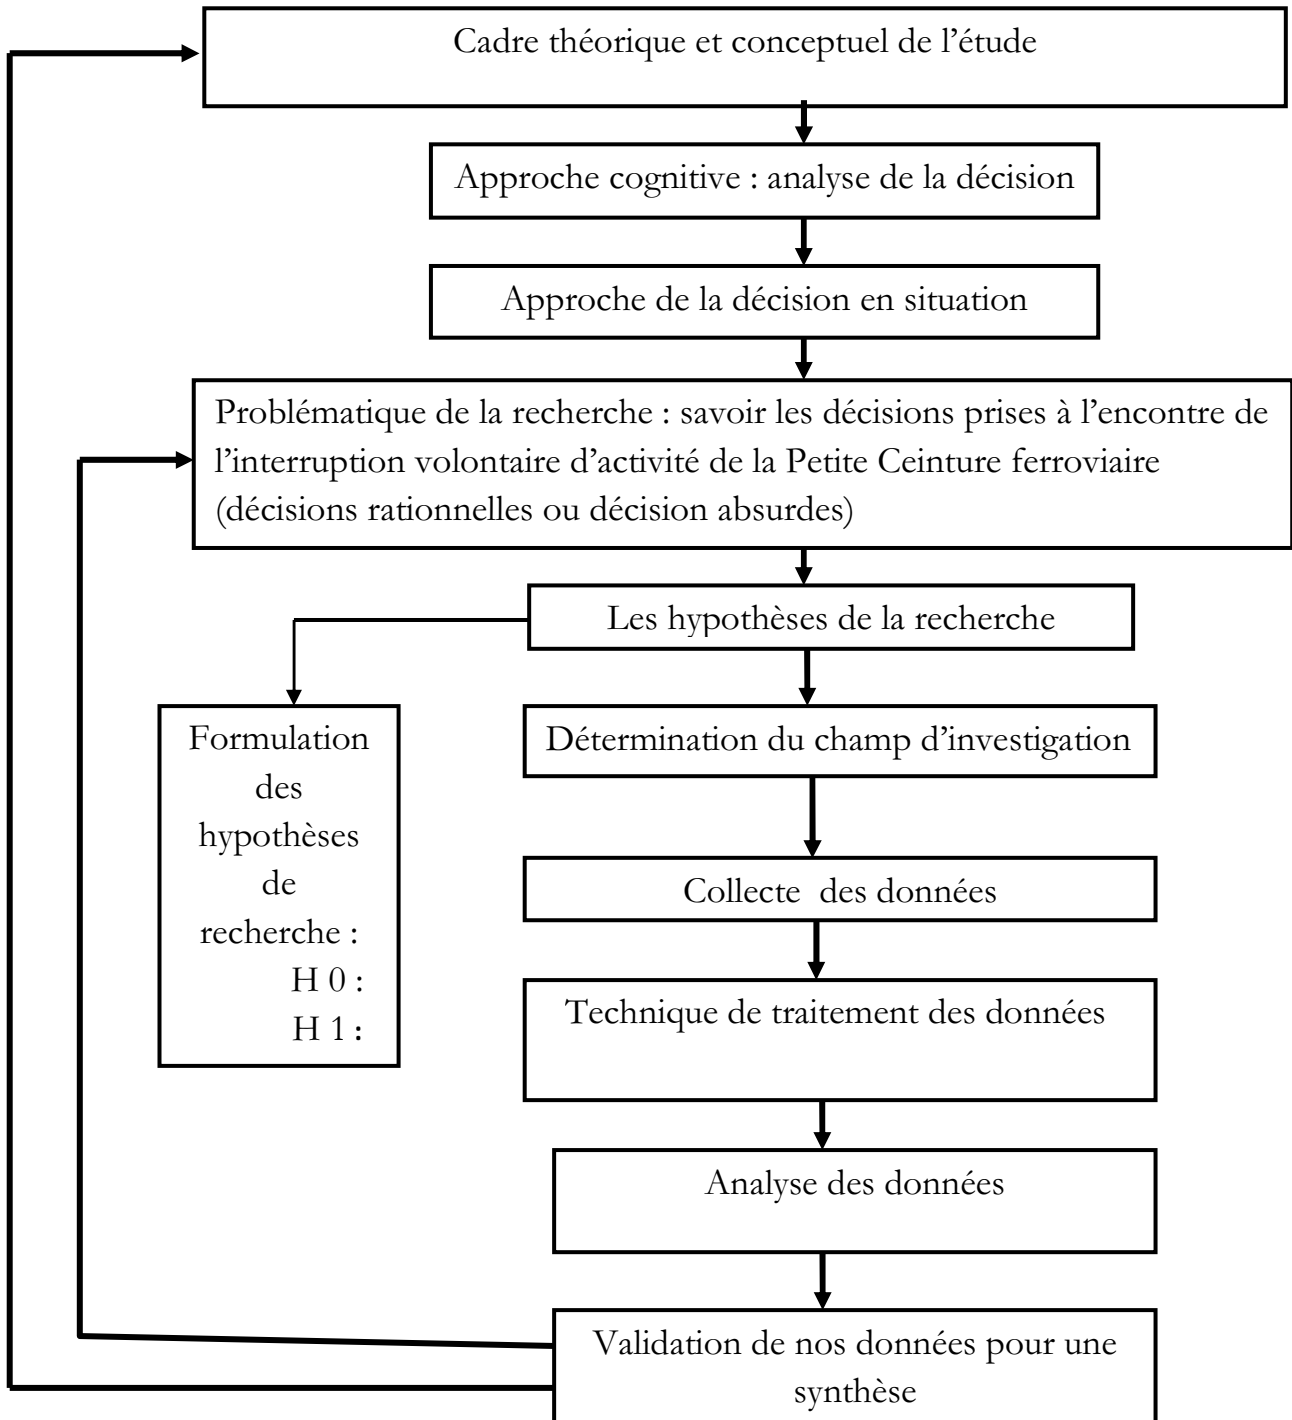 Cadre théorique et conceptuel de l’étude
Approche cognitive : analyse de la décision
Approche de la décision en situation
Problématique de la recherche : savoir les décisions prises à l’encontre de
l’interruption volontaire d’activité de la Petite Ceinture ferroviaire
(décisions rationnelles ou décision absurdes)
Les hypothèses de la recherche
Formulation
des
hypothèses
de
recherche :
H 0 :
H 1 :
Détermination du champ d’investigation
Collecte  des données
Technique de traitement des données
Analyse des données
Validation de nos données pour une
synthèse